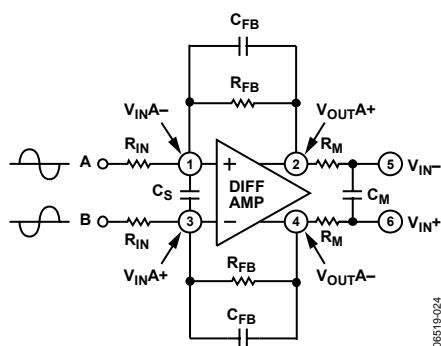 CFB
RFB
VINA–
VOUTA+
RIN
RM
A
1
+
2
5
VIN–
CS
DIFF
AMP
CM
B
3
–
4
6
VIN+
RIN
RM
VINA+
RFB
VOUTA–
CFB
06519-024